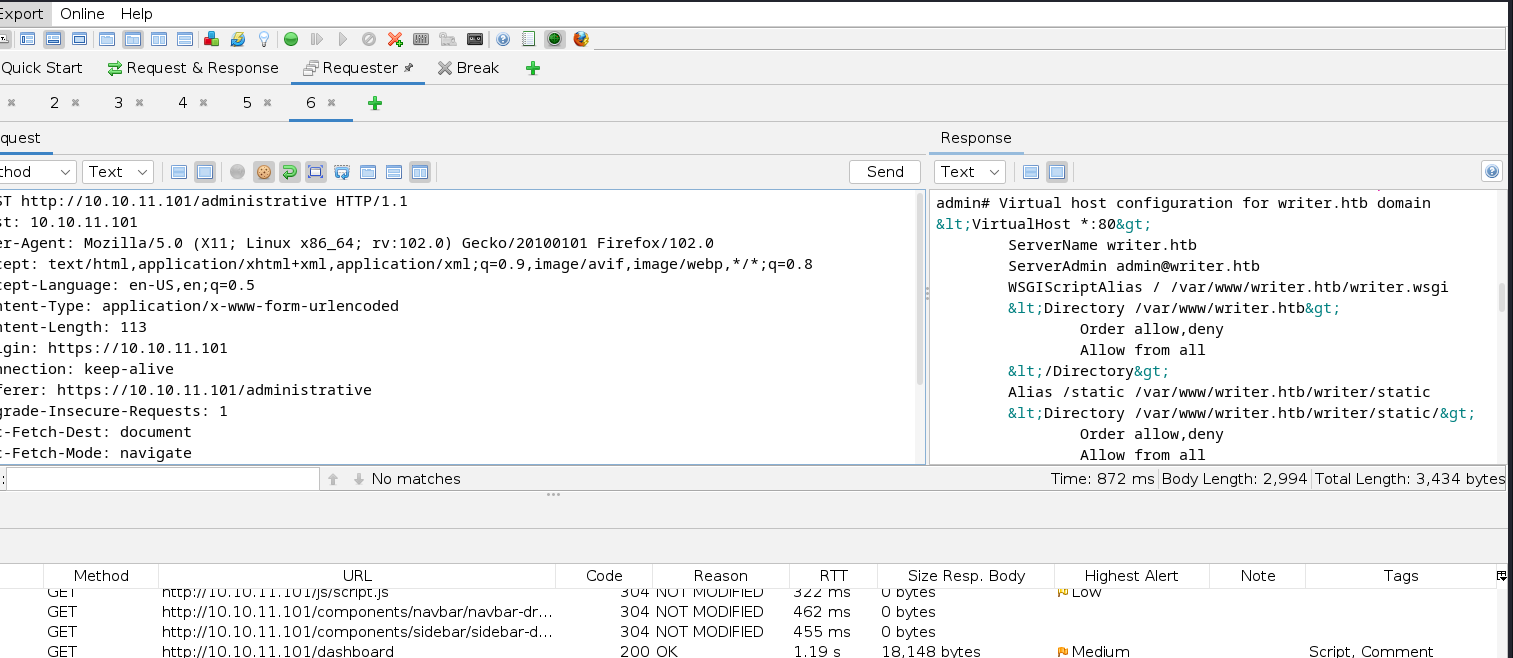 Export Online Help
Quick Start Request & Response Requester Break
2 3 4 5 6
quest
Response
thod Text Send Text
ST http://10.10.11.101/administrative HTTP/1.1
st: 10.10.11.101
er-Agent: Mozilla/5.0 (X11; Linux x86_64; rv:102.0) Gecko/20100101 Firefox/102.0
cept: text/html,application/xhtml+xml,application/xml;q=0.9,image/avif,image/webp,*/*;q=0.8
cept-Language: en-US,en;q=0.5
ntent-Type: application/x-www-form-urlencoded
ntent-Length: 113
igin: https://10.10.11.101
nnection: keep-alive
ferer: https://10.10.11.101/administrative
grade-Insecure-Requests: 1
c-Fetch-Dest: document
c-Fetch-Mode: navigate
admin# Virtual host configuration for writer.htb domain
&lt;VirtualHost *:80&gt;
ServerName writer.htb
ServerAdmin admin@writer.htb
WSGIScriptAlias / /var/www/writer.htb/writer.wsgi
&lt;Directory /var/www/writer.htb&gt;
Order allow,deny
Allow from all
&lt;/Directory&gt;
Alias /static /var/www/writer.htb/writer/static
&lt;Directory /var/www/writer.htb/writer/static/&gt;
Order allow,deny
Allow from all
: No matches Time: 872 ms Body Length: 2,994 Total Length: 3,434 bytes
Method URL Code Reason RTT Size Resp. Body Highest Alert Note Tags
GET http://10.10.11.101/js/script.js 304 NOT MODIFIED 322 ms 0 bytes Low
GET http://10.10.11.101/components/navbar/navbar-dr... 304 NOT MODIFIED 462 ms 0 bytes
GET http://10.10.11.101/components/sidebar/sidebar-d... 304 NOT MODIFIED 455 ms 0 bytes
GET http://10.10.11.101/dashboard 200 OK 1.19 s 18,148 bytes Medium Script, Comment